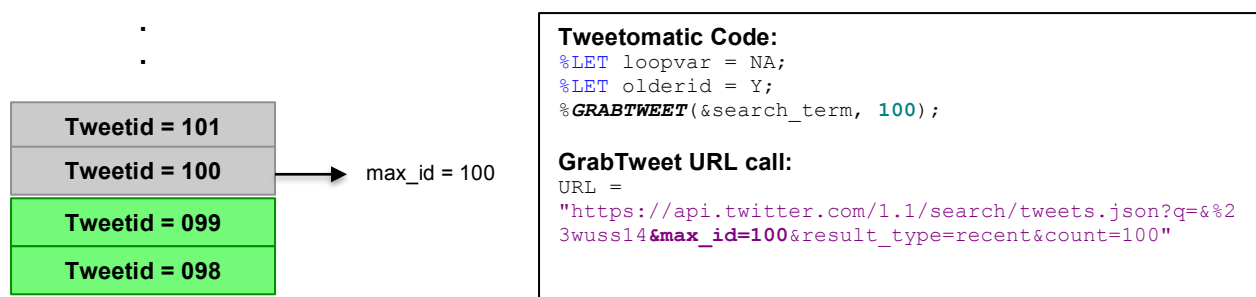 .
.
Tweetid = 101
Tweetid = 100
max_id = 100
Tweetid = 099
Tweetid = 098
Tweetomatic Code:
%LET loopvar = NA;
%LET olderid = Y;
%GRABTWEET(&search_term, 100);
GrabTweet URL call:
URL =
"https://api.twitter.com/1.1/search/tweets.json?q=&%2
3wuss14&max_id=100&result_type=recent&count=100"